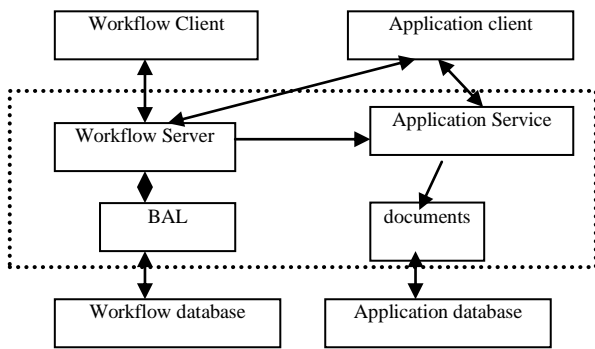 Workflow Client
Application client
Workflow Server
Application Service
BAL
documents
Workflow database
Application database